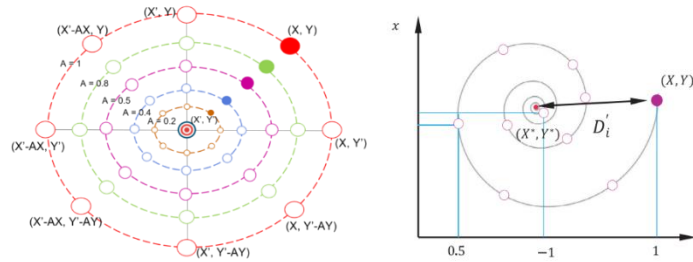 (X'-AX, Y)
(X', Y)
(X, Y)
A = 1
A = 0.8
A = 0.5
A = 0.4
A = 0.2
(X', Y')
(X'-AX, Y')
(X, Y')
(X'-AX, Y'-AY)
(X', Y'-AY)
(X, Y'-AY)
x
(X, Y)
(X*, Y*)
D'i
0.5
−1
1